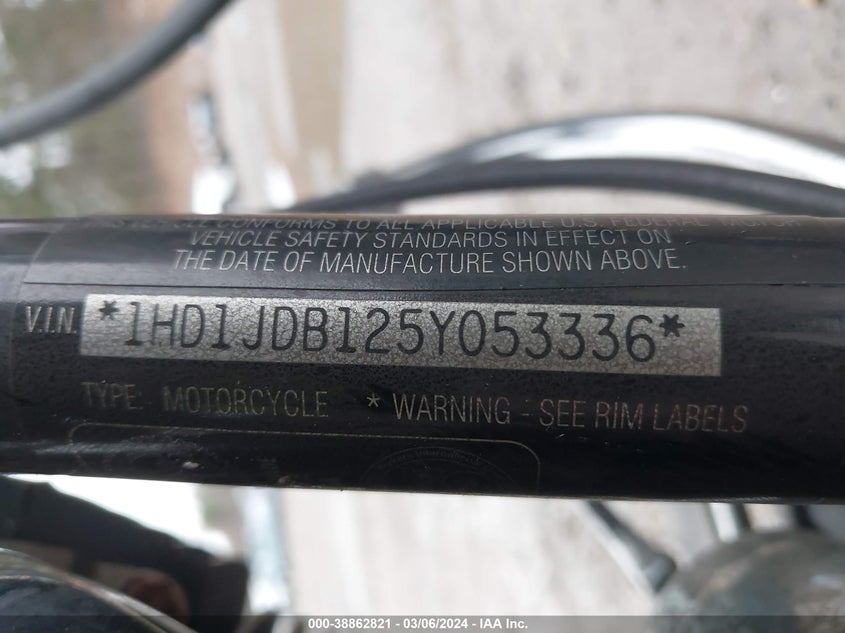 CONFORMS TO ALL APPLICABLE U.S. FEDERAL MOTOR
VEHICLE SAFETY STANDARDS IN EFFECT ON
THE DATE OF MANUFACTURE SHOWN ABOVE.
V.I.N. *1HD1JDB125Y053336*
TYPE: MOTORCYCLE * WARNING - SEE RIM LABELS
000-38862821 - 03/06/2024 - IAA Inc.